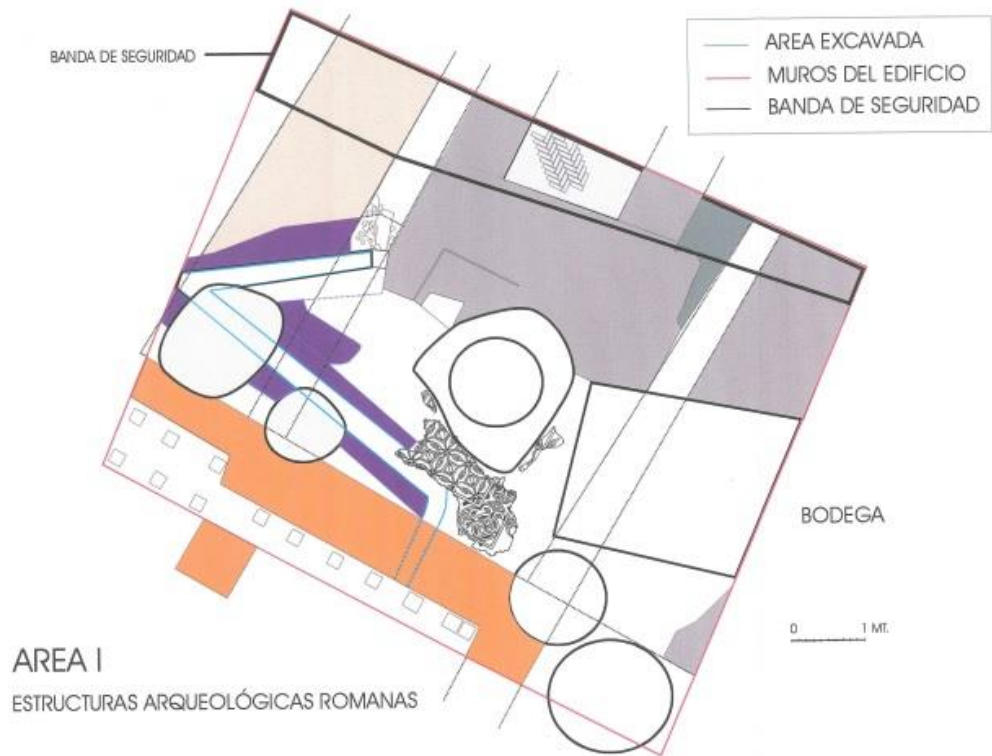 BANDA DE SEGURIDAD
AREA EXCAVADA
MUROS DEL EDIFICIO
BANDA DE SEGURIDAD
BODEGA
0 1 MT.
AREA I
ESTRUCTURAS ARQUEOLÓGICAS ROMANAS